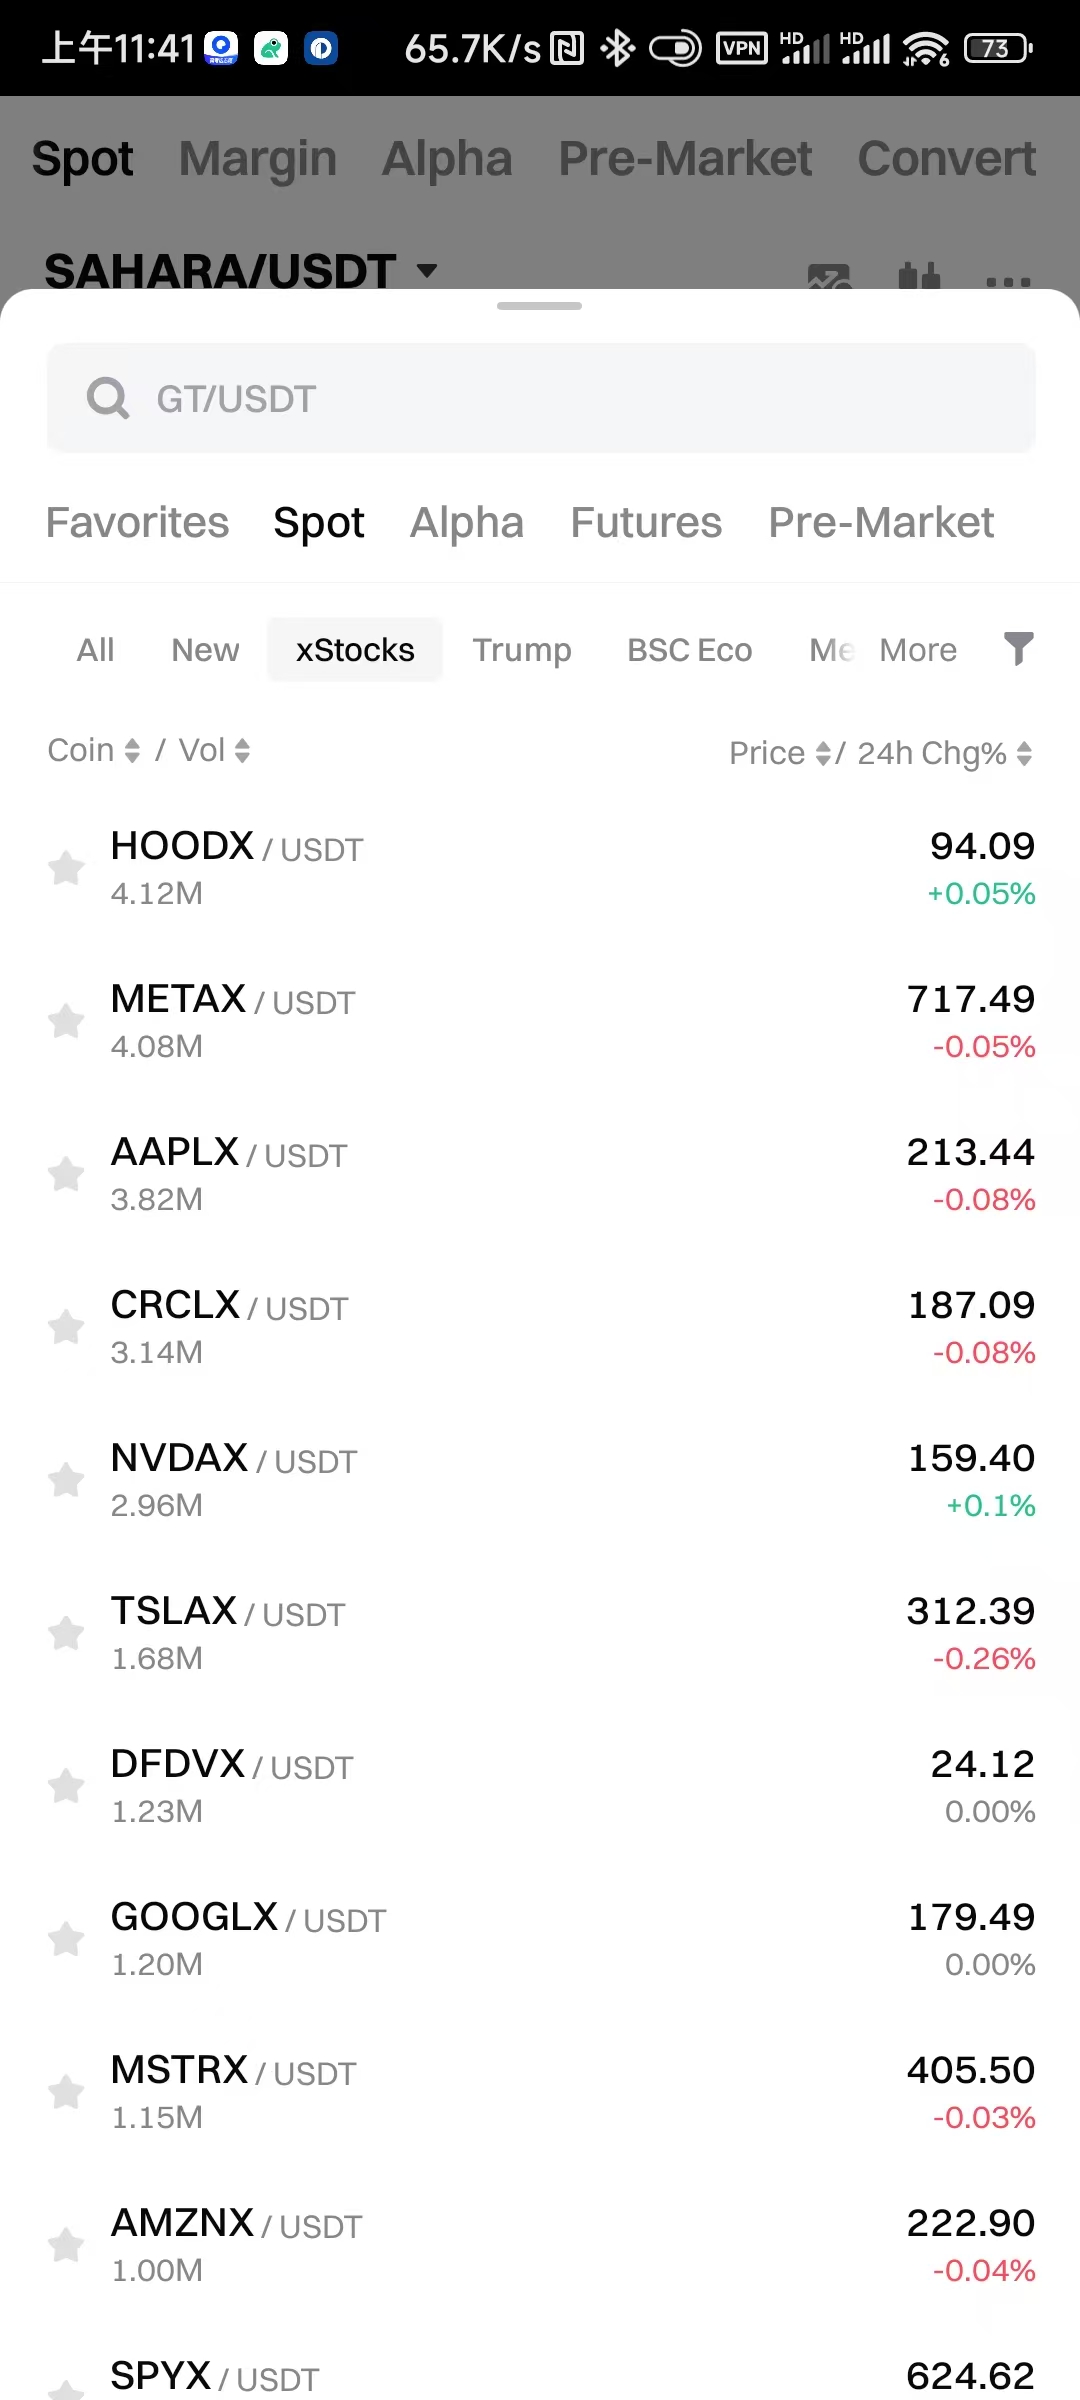 上午11:41 65.7K/s VPN HD HD 6 73
Spot Margin Alpha Pre-Market Convert
SAHARA/USDT
GT/USDT
Favorites Spot Alpha Futures Pre-Market
All New xStocks Trump BSC Eco Me More
Coin / Vol Price / 24h Chg%
HOODX / USDT 94.09
4.12M +0.05%
METAX / USDT 717.49
4.08M -0.05%
AAPLX / USDT 213.44
3.82M -0.08%
CRCLX / USDT 187.09
3.14M -0.08%
NVDAX / USDT 159.40
2.96M +0.1%
TSLAX / USDT 312.39
1.68M -0.26%
DFDVX / USDT 24.12
1.23M 0.00%
GOOGLX / USDT 179.49
1.20M 0.00%
MSTRX / USDT 405.50
1.15M -0.03%
AMZNX / USDT 222.90
1.00M -0.04%
SPYX / USDT 624.62